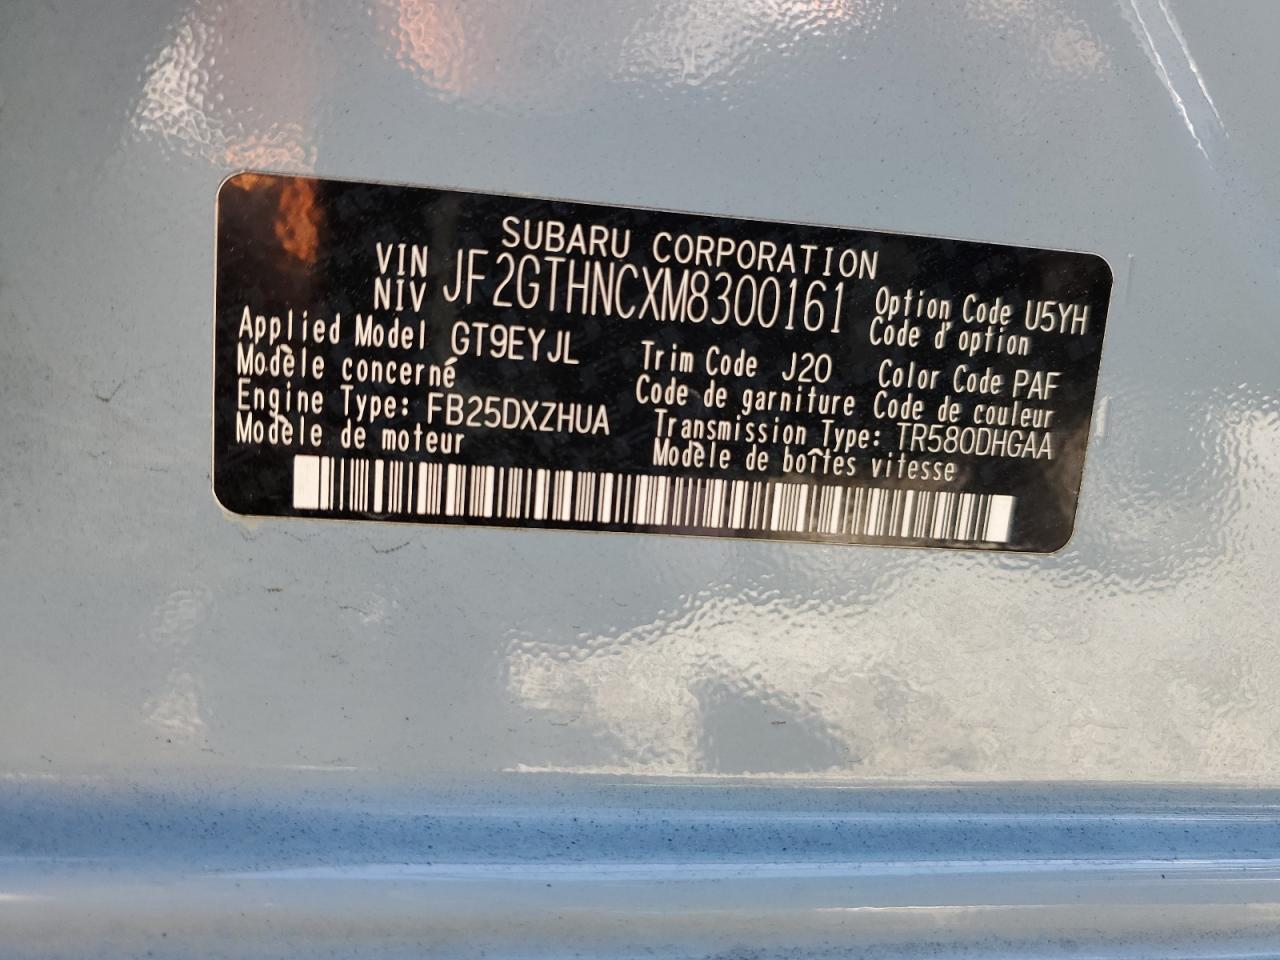 SUBARU CORPORATION
VIN
NIV
JF2GTHNCXM8300161
Option Code U5YH
Code d'option
Applied Model GT9EYJL
Modèle concerné
Trim Code J20
Code de garniture
Color Code PAF
Code de couleur
Engine Type: FB25DXZHUA
Modèle de moteur
Transmission Type: TR580DHGAA
Modèle de boîtes vitesse